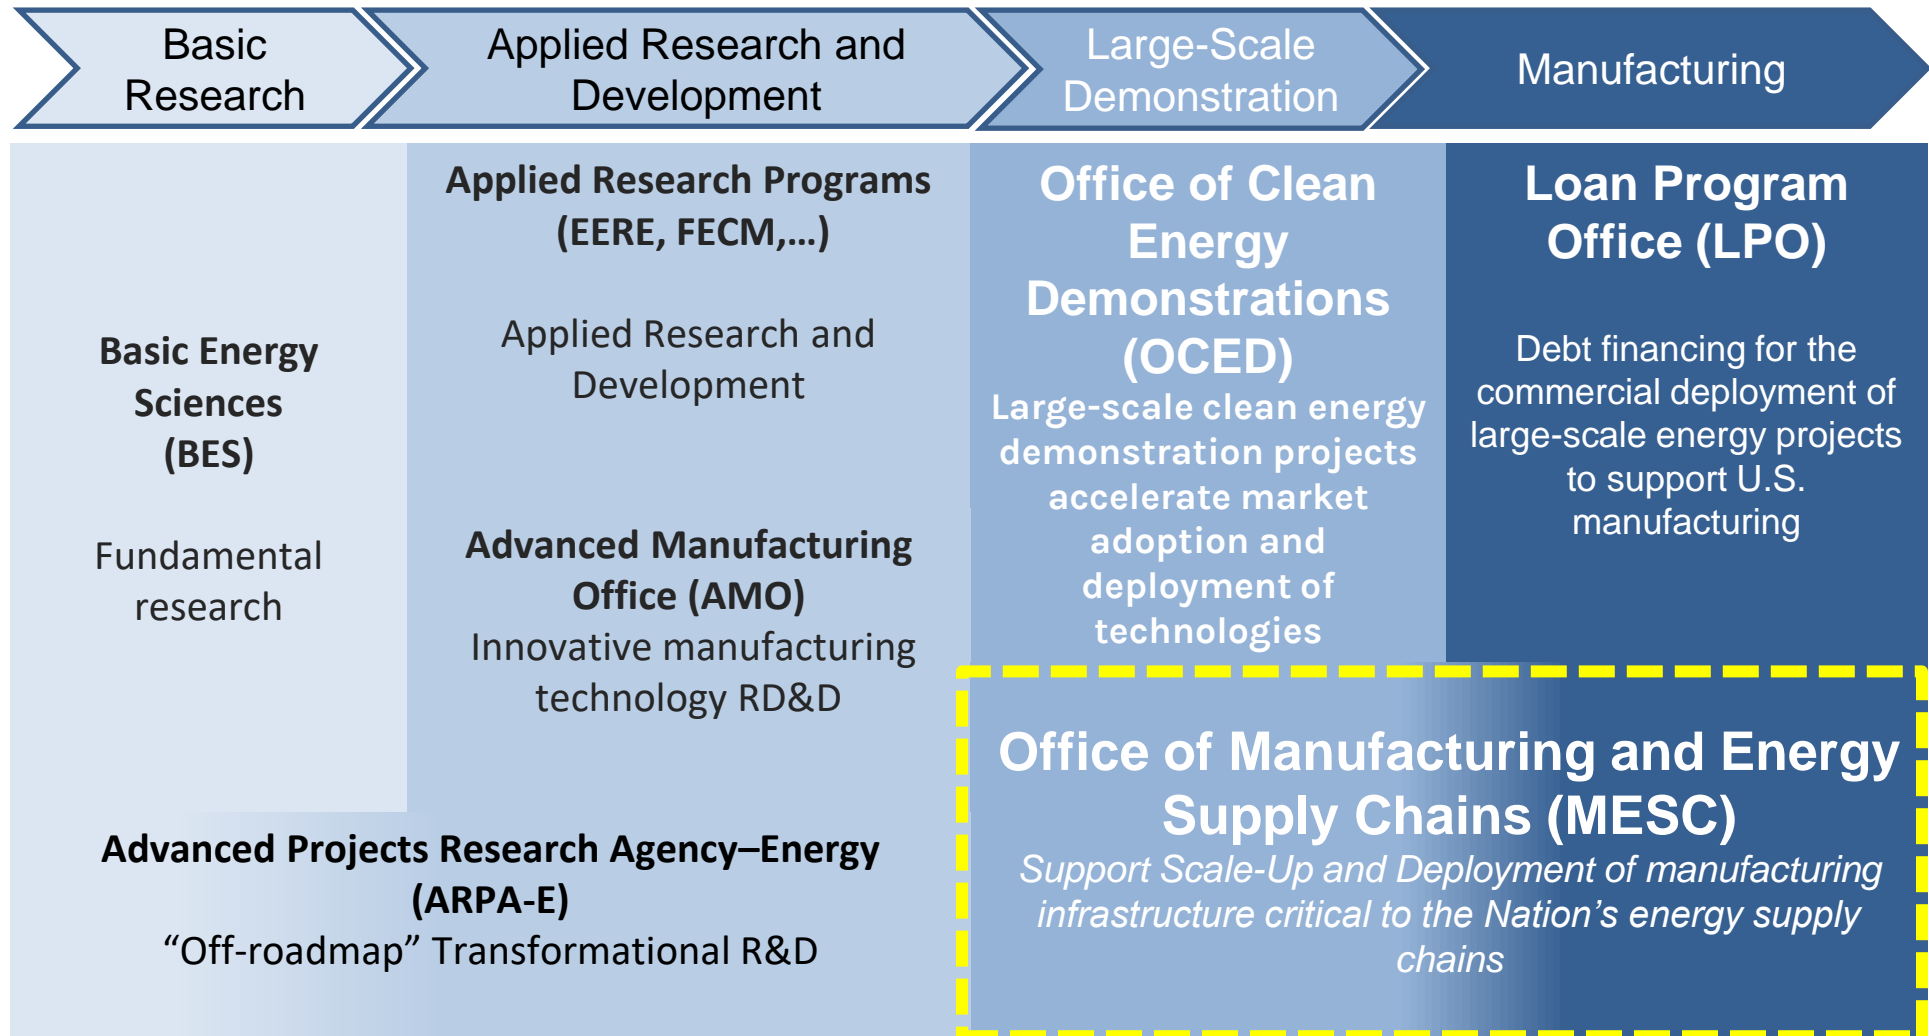 Basic
Research
Applied Research and
Development
Large-Scale
Demonstration
Manufacturing
Basic Energy
Sciences
(BES)
Fundamental
research
Applied Research Programs
(EERE, FECM,...)
Applied Research and
Development
Advanced Manufacturing
Office (AMO)
Innovative manufacturing
technology RD&D
Advanced Projects Research Agency–Energy
(ARPA-E)
“Off-roadmap” Transformational R&D
Office of Clean
Energy
Demonstrations
(OCED)
Large-scale clean energy
demonstration projects
accelerate market
adoption and
deployment of
technologies
Loan Program
Office (LPO)
Debt financing for the
commercial deployment of
large-scale energy projects
to support U.S.
manufacturing
Office of Manufacturing and Energy
Supply Chains (MESC)
Support Scale-Up and Deployment of manufacturing
infrastructure critical to the Nation’s energy supply
chains